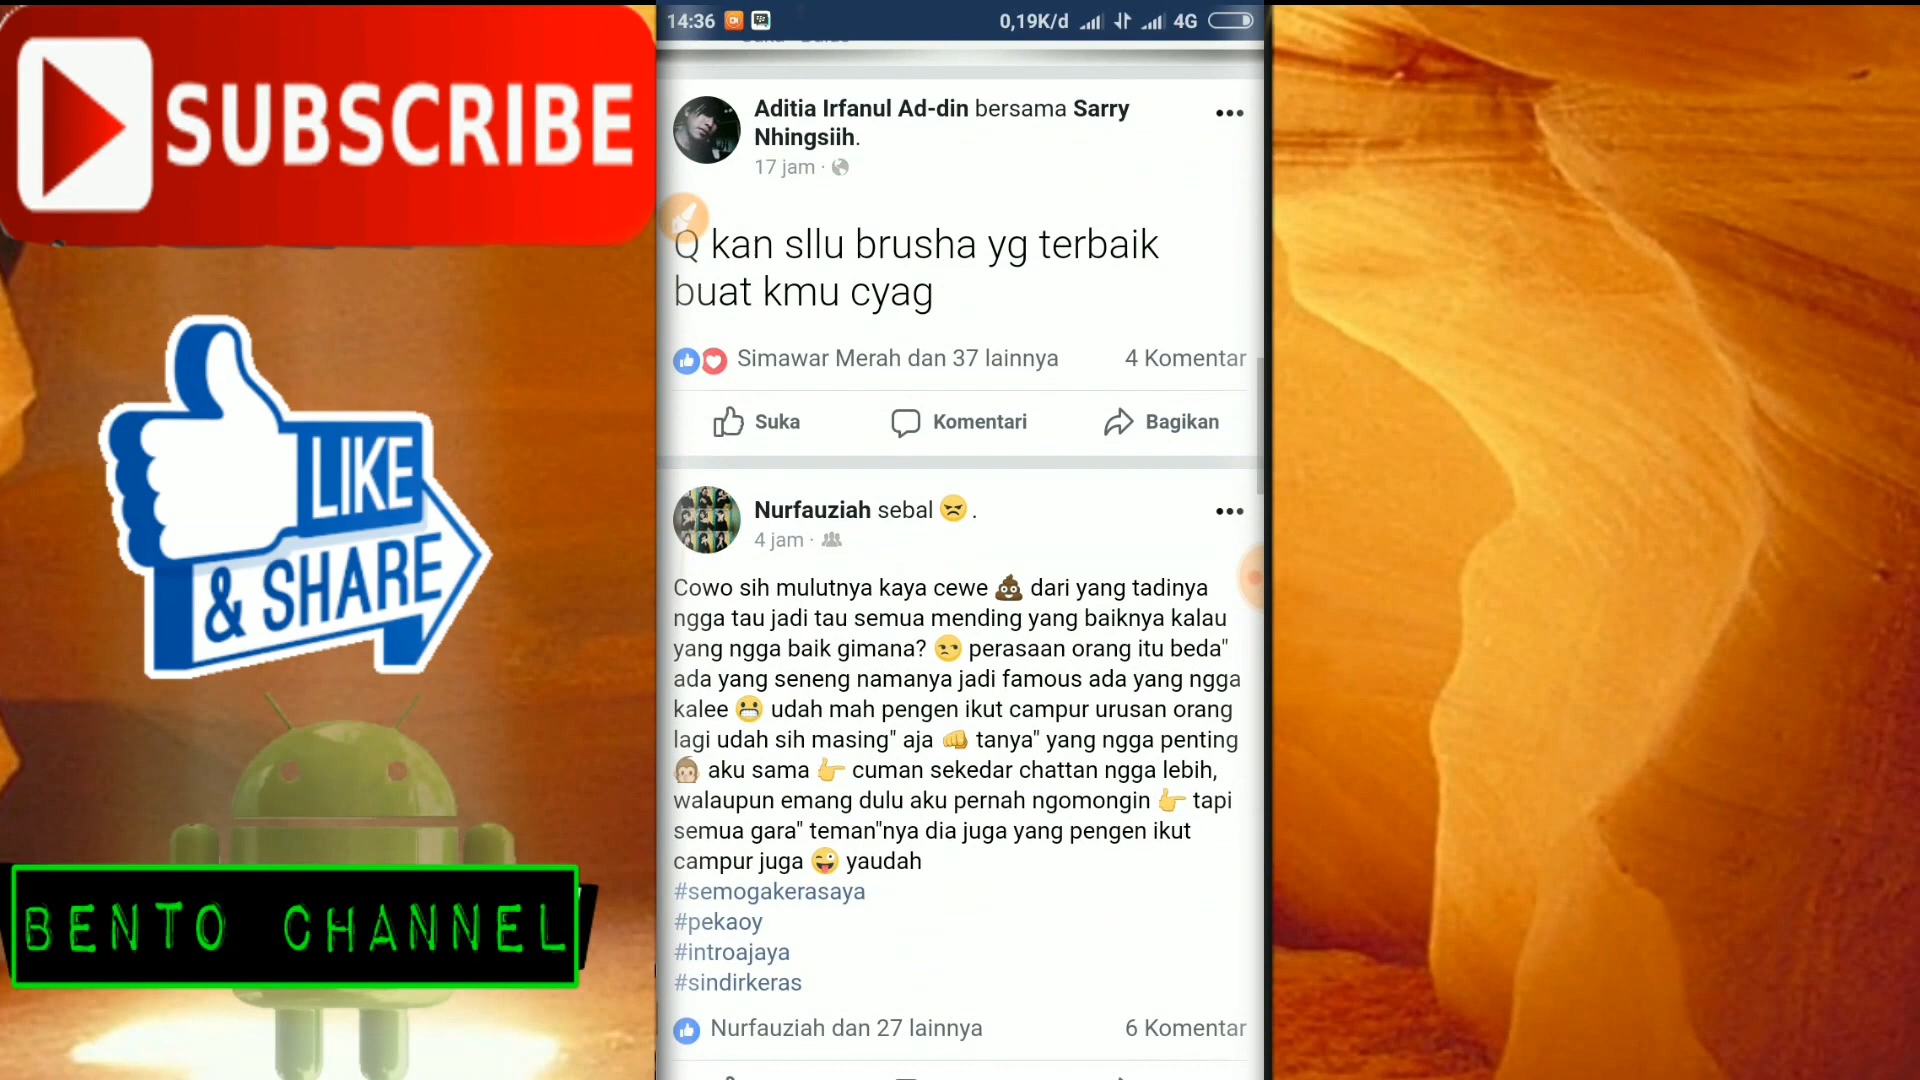 SUBSCRIBE
LIKE
& SHARE
BENTO CHANNEL
14:36
0,19K/d
4G
Aditia Irfanul Ad-din bersama Sarry
Nhingsiih.
17 jam ·
Q kan sllu brusha yg terbaik
buat kmu cyag
Simawar Merah dan 37 lainnya
4 Komentar
Suka
Komentari
Bagikan
Nurfauziah sebal 😠 .
4 jam ·
Cowo sih mulutnya kaya cewe 💩 dari yang tadinya
ngga tau jadi tau semua mending yang baiknya kalau
yang ngga baik gimana? 😒 perasaan orang itu beda"
ada yang seneng namanya jadi famous ada yang ngga
kalee 😬 udah mah pengen ikut campur urusan orang
lagi udah sih masing" aja 👊 tanya" yang ngga penting
🙊 aku sama 👉 cuman sekedar chattan ngga lebih,
walaupun emang dulu aku pernah ngomongin 👉 tapi
semua gara" teman"nya dia juga yang pengen ikut
campur juga 😜 yaudah
#semogakerasaya
#pekaoy
#introajaya
#sindirkeras
Nurfauziah dan 27 lainnya
6 Komentar